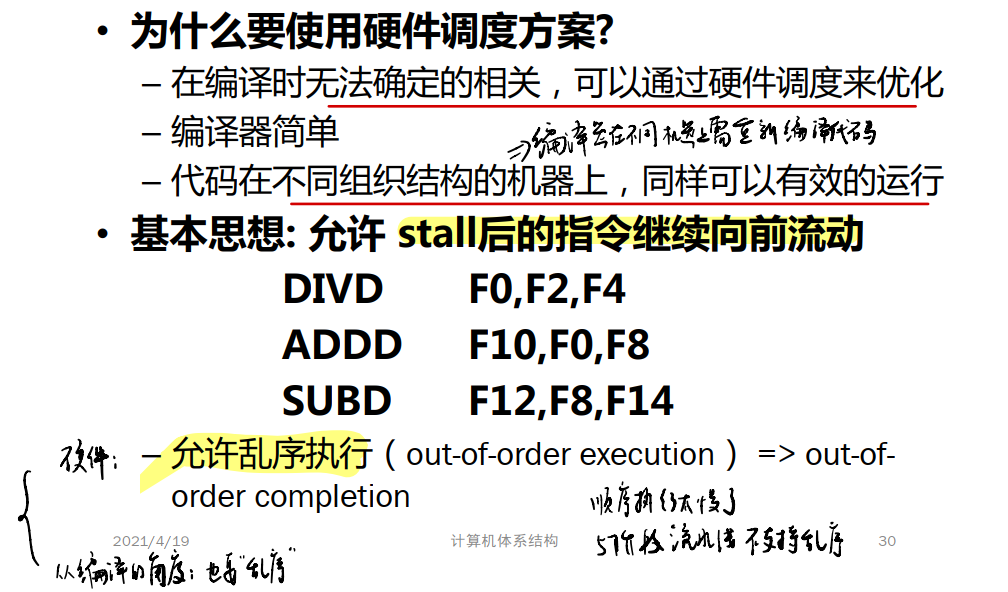 • 为什么要使用硬件调度方案?
– 在编译时无法确定的相关，可以通过硬件调度来优化
– 编译器简单
⇒编译器在不同机器上需重新编译代码
– 代码在不同组织结构的机器上，同样可以有效的运行
• 基本思想: 允许 stall后的指令继续向前流动
DIVD F0,F2,F4
ADDD F10,F0,F8
SUBD F12,F8,F14
硬件: – 允许乱序执行（out-of-order execution） => out-of-
order completion
顺序执行太慢了
5阶段流水线不支持乱序
2021/4/19 计算机体系结构 30
从编译的角度: 也要"乱序"